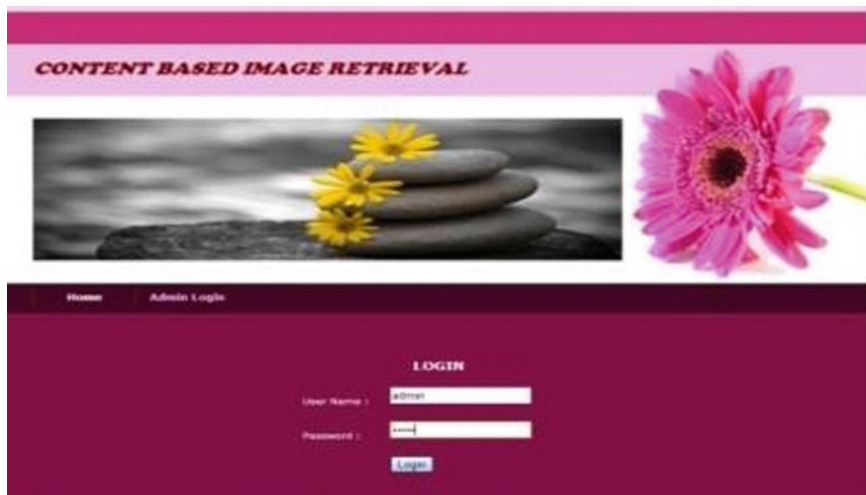 CONTENT BASED IMAGE RETRIEVAL
Home Admin Login
LOGIN
User Name : admin
Password : •••••
Login